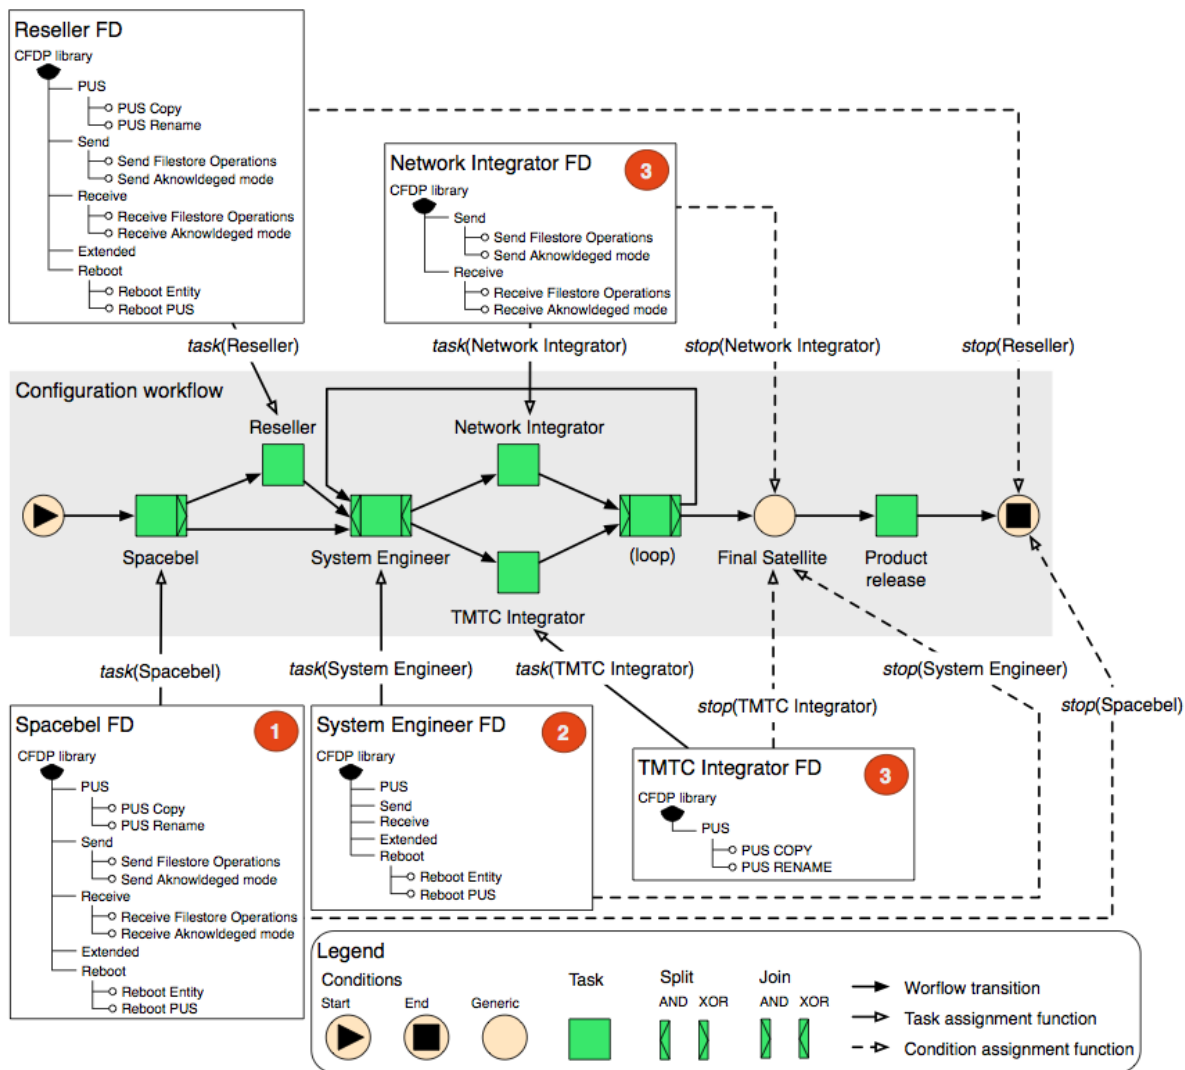 Reseller FD
CFDP library
PUS
PUS Copy
PUS Rename
Send
Send Filestore Operations
Send Aknowldeged mode
Receive
Receive Filestore Operations
Receive Aknowldeged mode
Extended
Reboot
Reboot Entity
Reboot PUS
Network Integrator FD
3
CFDP library
Send
Send Filestore Operations
Send Aknowldeged mode
Receive
Receive Filestore Operations
Receive Aknowldeged mode
task(Reseller)
task(Network Integrator)
stop(Network Integrator)
stop(Reseller)
Configuration workflow
Reseller
Network Integrator
Spacebel
System Engineer
(loop)
Final Satellite
Product
release
TMTC Integrator
task(Spacebel)
task(System Engineer)
task(TMTC Integrator)
stop(System Engineer)
stop(TMTC Integrator)
stop(Spacebel)
Spacebel FD
1
CFDP library
PUS
PUS Copy
PUS Rename
Send
Send Filestore Operations
Send Aknowldeged mode
Receive
Receive Filestore Operations
Receive Aknowldeged mode
Extended
Reboot
Reboot Entity
Reboot PUS
System Engineer FD
2
CFDP library
PUS
Send
Receive
Extended
Reboot
Reboot Entity
Reboot PUS
TMTC Integrator FD
3
CFDP library
PUS
PUS COPY
PUS RENAME
Legend
Conditions
Start
End
Generic
Task
Split
AND XOR
Join
AND XOR
Worflow transition
Task assignment function
Condition assignment function